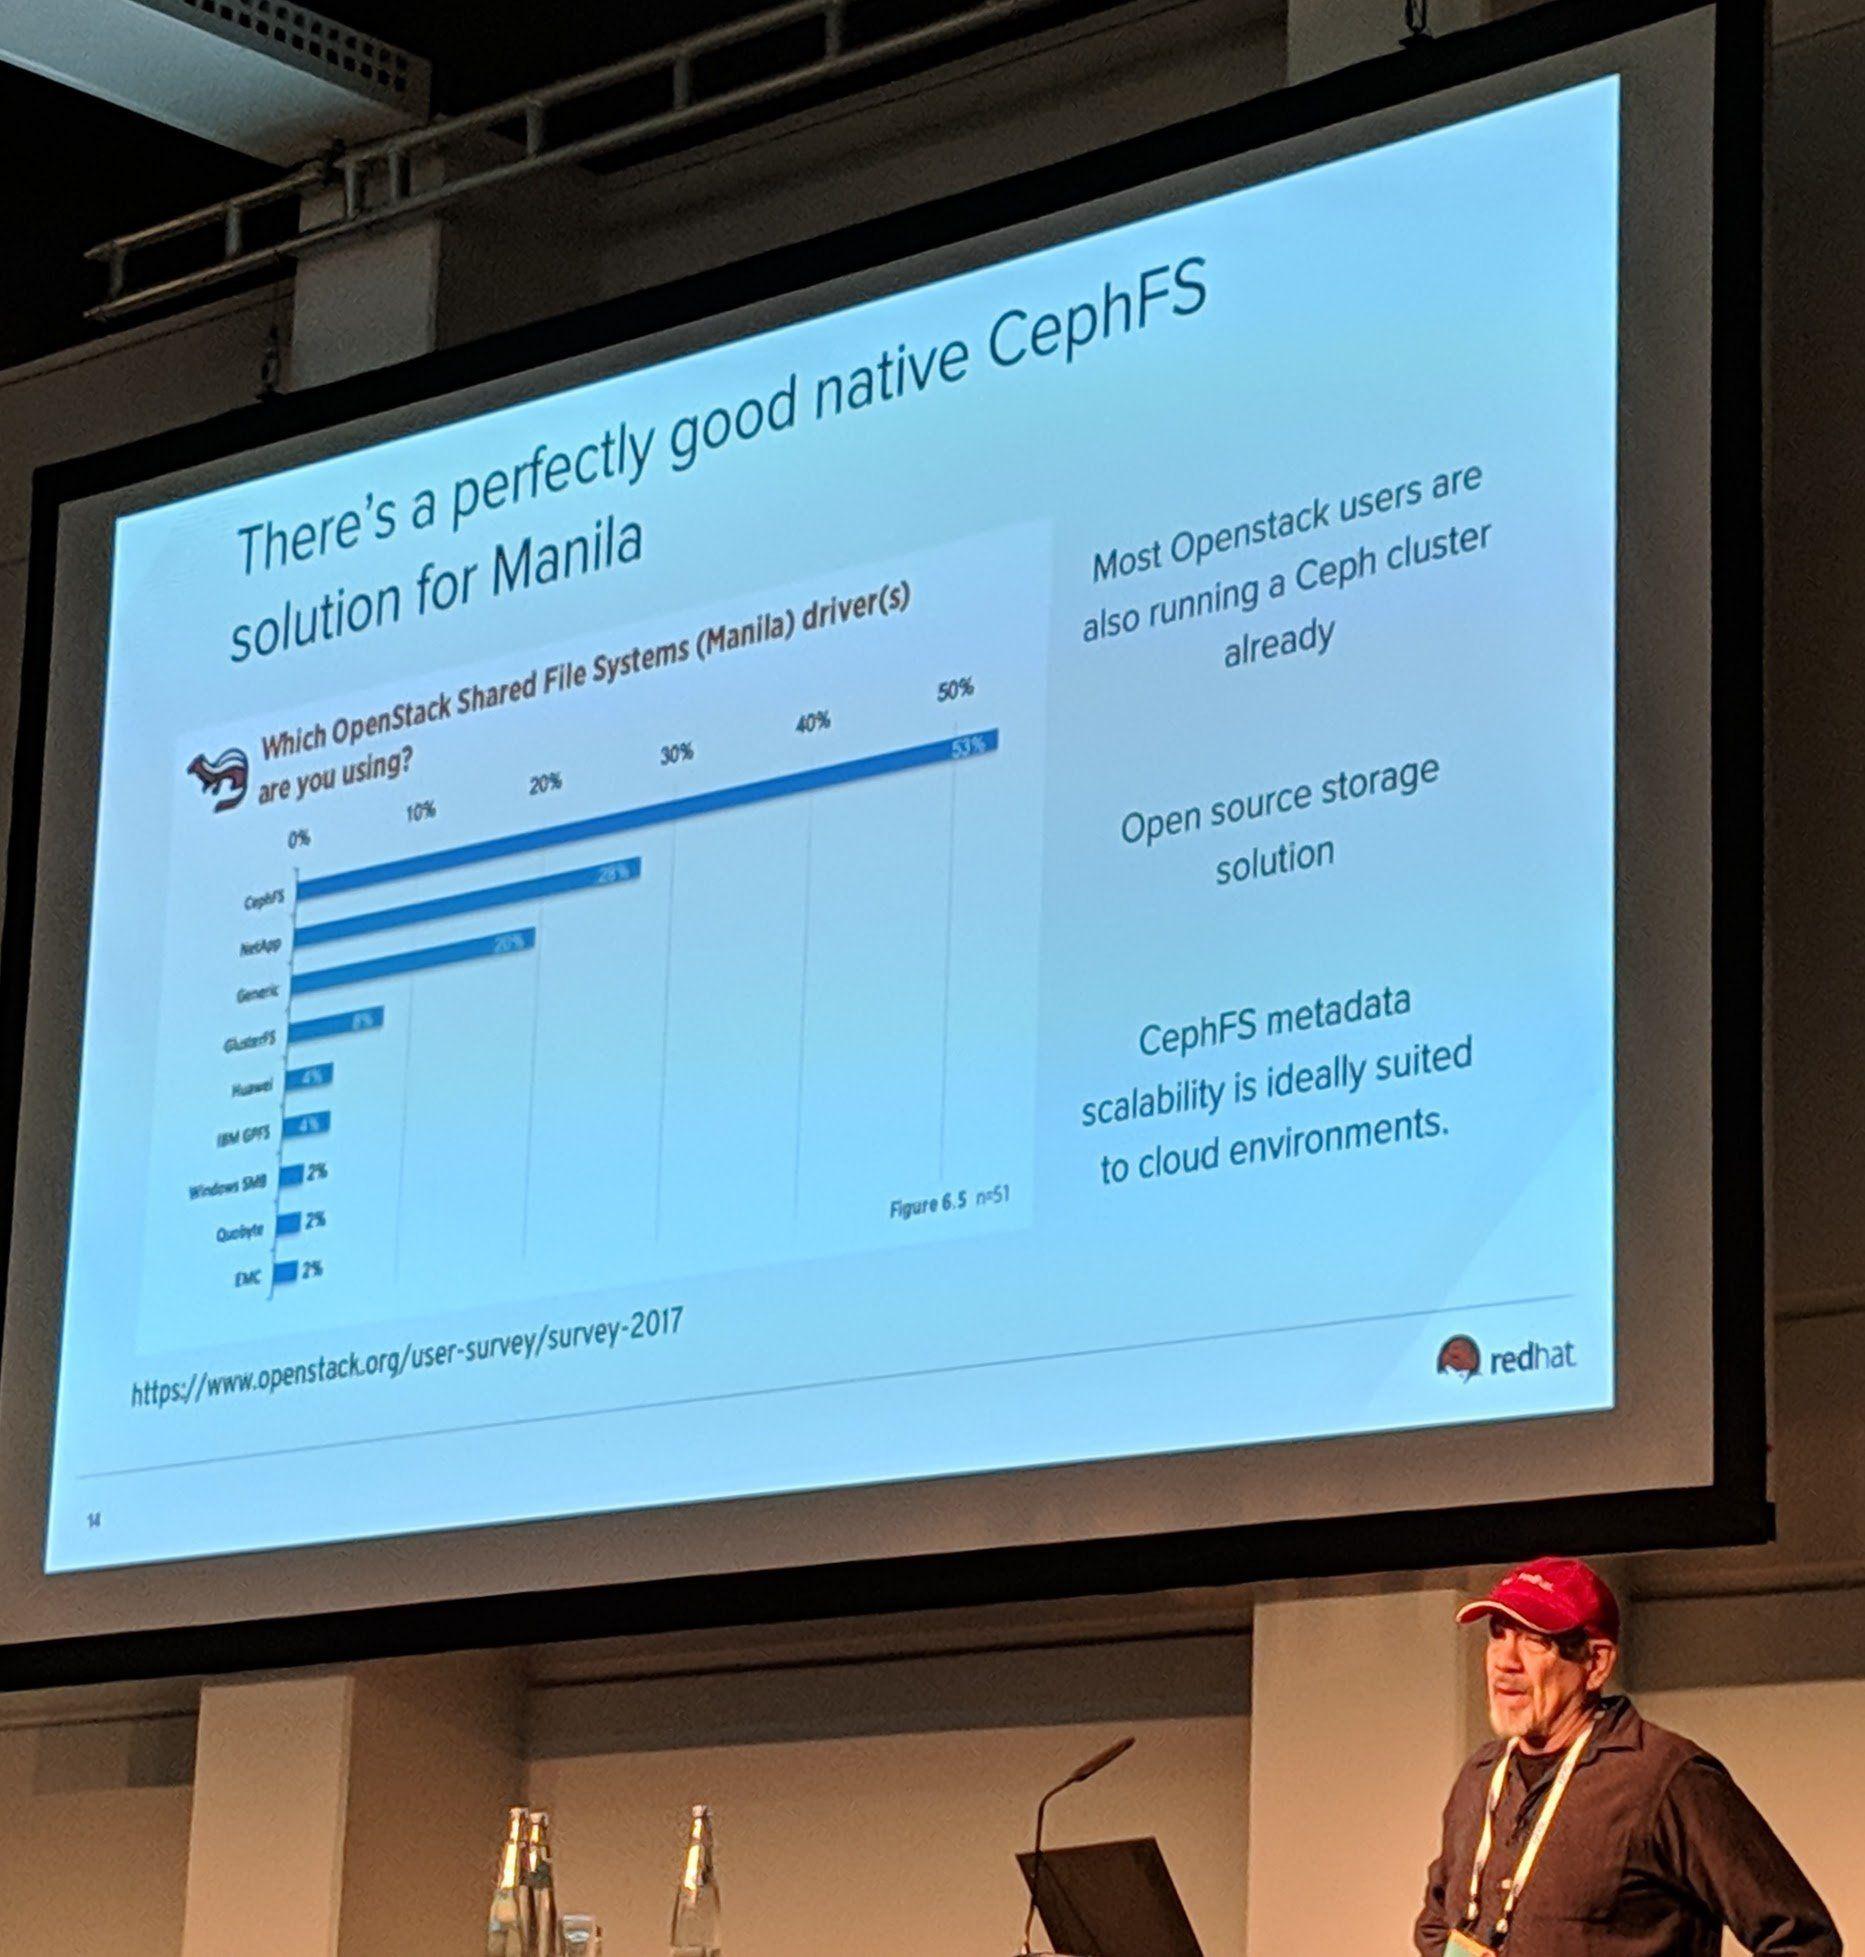 There's a perfectly good native CephFS
solution for Manila
Which OpenStack Shared File Systems (Manila) driver(s)
are you using?
0% 10% 20% 30% 40% 50%
CephFS 53%
NetApp 28%
Generic 20%
GlusterFS 8%
Huawei 4%
IBM GPFS 4%
Windows SMB 2%
Quobyte 2%
EMC 2%
Figure 6.5 n=51
https://www.openstack.org/user-survey/survey-2017
Most Openstack users are
also running a Ceph cluster
already
Open source storage
solution
CephFS metadata
scalability is ideally suited
to cloud environments.
redhat
14